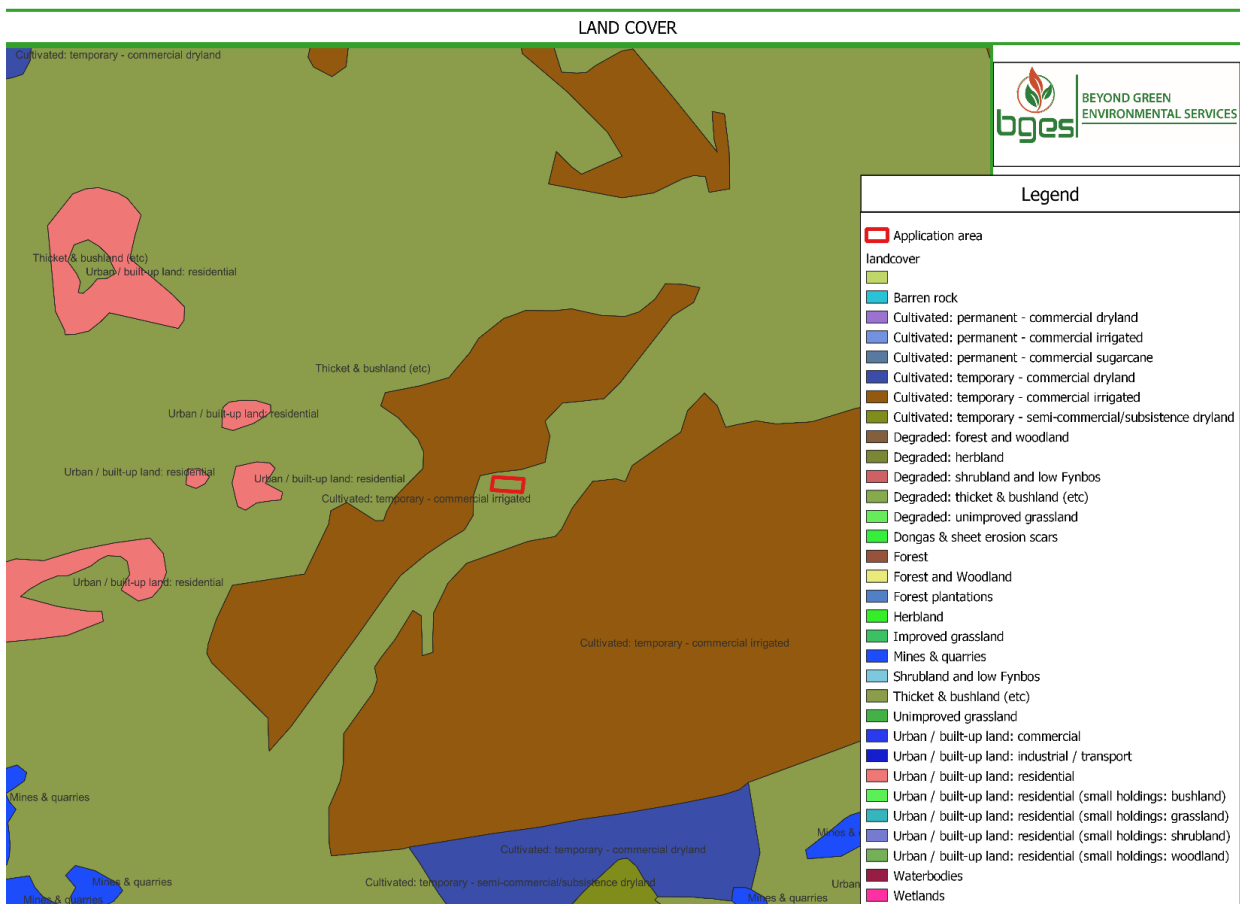 LAND COVER
Cultivated: temporary - commercial dryland
bges
BEYOND GREEN
ENVIRONMENTAL SERVICES
Thicket & bushland (etc)
Urban / built-up land: residential
Thicket & bushland (etc)
Urban / built-up land: residential
Urban / built-up land: residential
Urban / built-up land: residential
Cultivated: temporary - commercial irrigated
Urban / built-up land: residential
Cultivated: temporary - commercial irrigated
Mines & quarries
Mines &
Cultivated: temporary - commercial dryland
Mines & quarries
Cultivated: temporary - semi-commercial/subsistence dryland
Urban
Mines & quarries
Mines & quarries
Legend
Application area
landcover
Barren rock
Cultivated: permanent - commercial dryland
Cultivated: permanent - commercial irrigated
Cultivated: permanent - commercial sugarcane
Cultivated: temporary - commercial dryland
Cultivated: temporary - commercial irrigated
Cultivated: temporary - semi-commercial/subsistence dryland
Degraded: forest and woodland
Degraded: herbland
Degraded: shrubland and low Fynbos
Degraded: thicket & bushland (etc)
Degraded: unimproved grassland
Dongas & sheet erosion scars
Forest
Forest and Woodland
Forest plantations
Herbland
Improved grassland
Mines & quarries
Shrubland and low Fynbos
Thicket & bushland (etc)
Unimproved grassland
Urban / built-up land: commercial
Urban / built-up land: industrial / transport
Urban / built-up land: residential
Urban / built-up land: residential (small holdings: bushland)
Urban / built-up land: residential (small holdings: grassland)
Urban / built-up land: residential (small holdings: shrubland)
Urban / built-up land: residential (small holdings: woodland)
Waterbodies
Wetlands